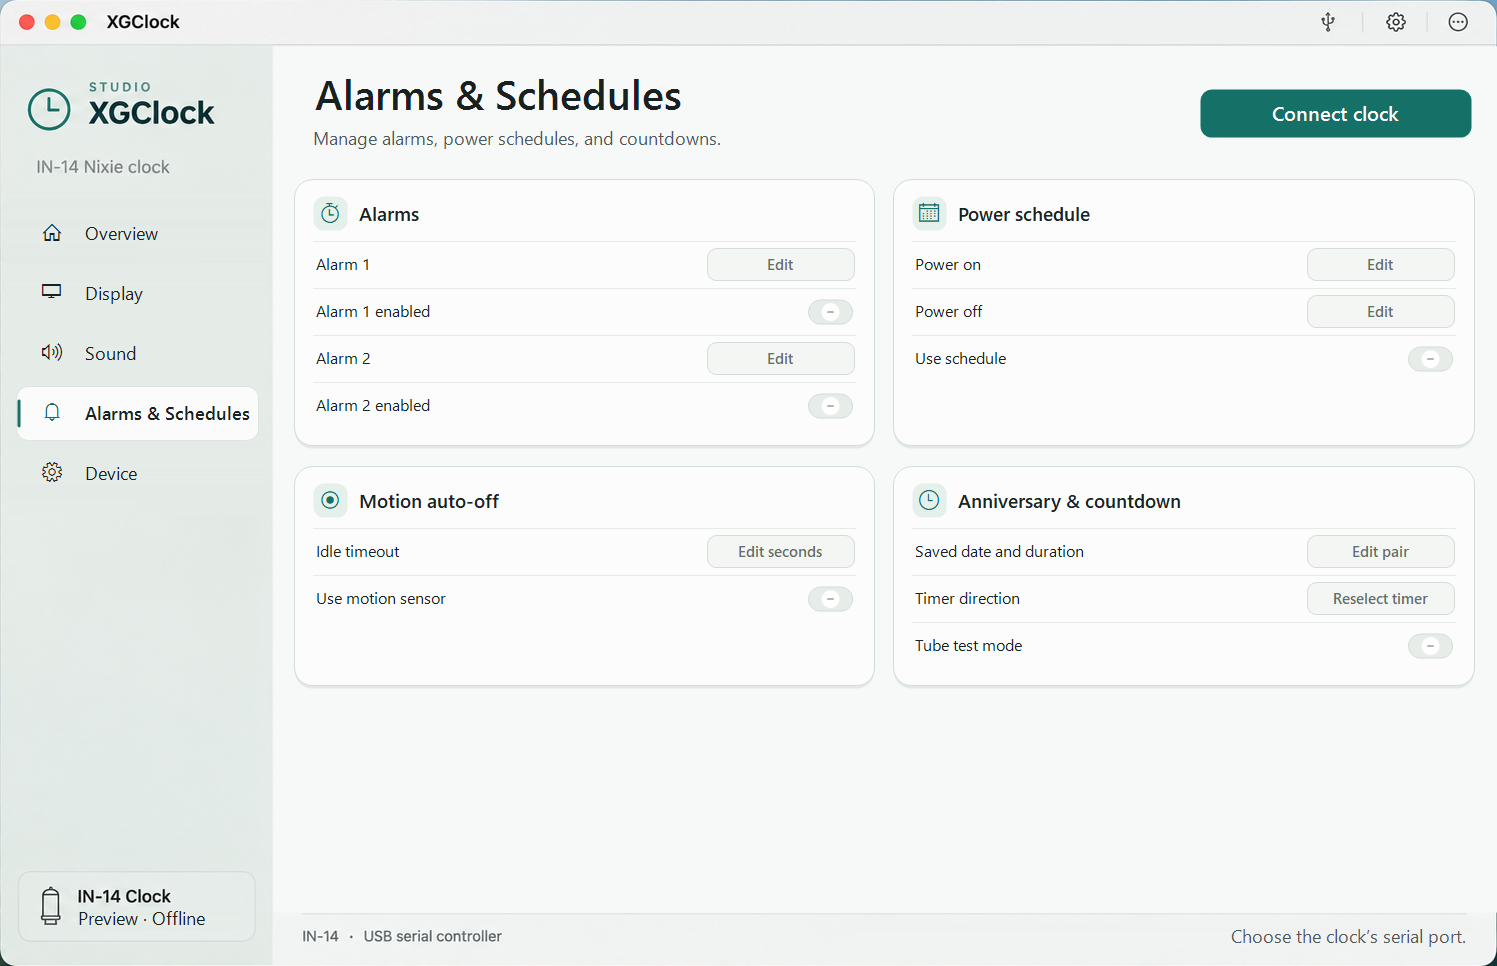 XGClock
STUDIO
XGClock
IN-14 Nixie clock
Overview
Display
Sound
Alarms & Schedules
Device
IN-14 Clock
Preview · Offline
Alarms & Schedules
Manage alarms, power schedules, and countdowns.
Connect clock
Alarms
Alarm 1
Edit
Alarm 1 enabled
Alarm 2
Edit
Alarm 2 enabled
Power schedule
Power on
Edit
Power off
Edit
Use schedule
Motion auto-off
Idle timeout
Edit seconds
Use motion sensor
Anniversary & countdown
Saved date and duration
Edit pair
Timer direction
Reselect timer
Tube test mode
IN-14 · USB serial controller
Choose the clock’s serial port.